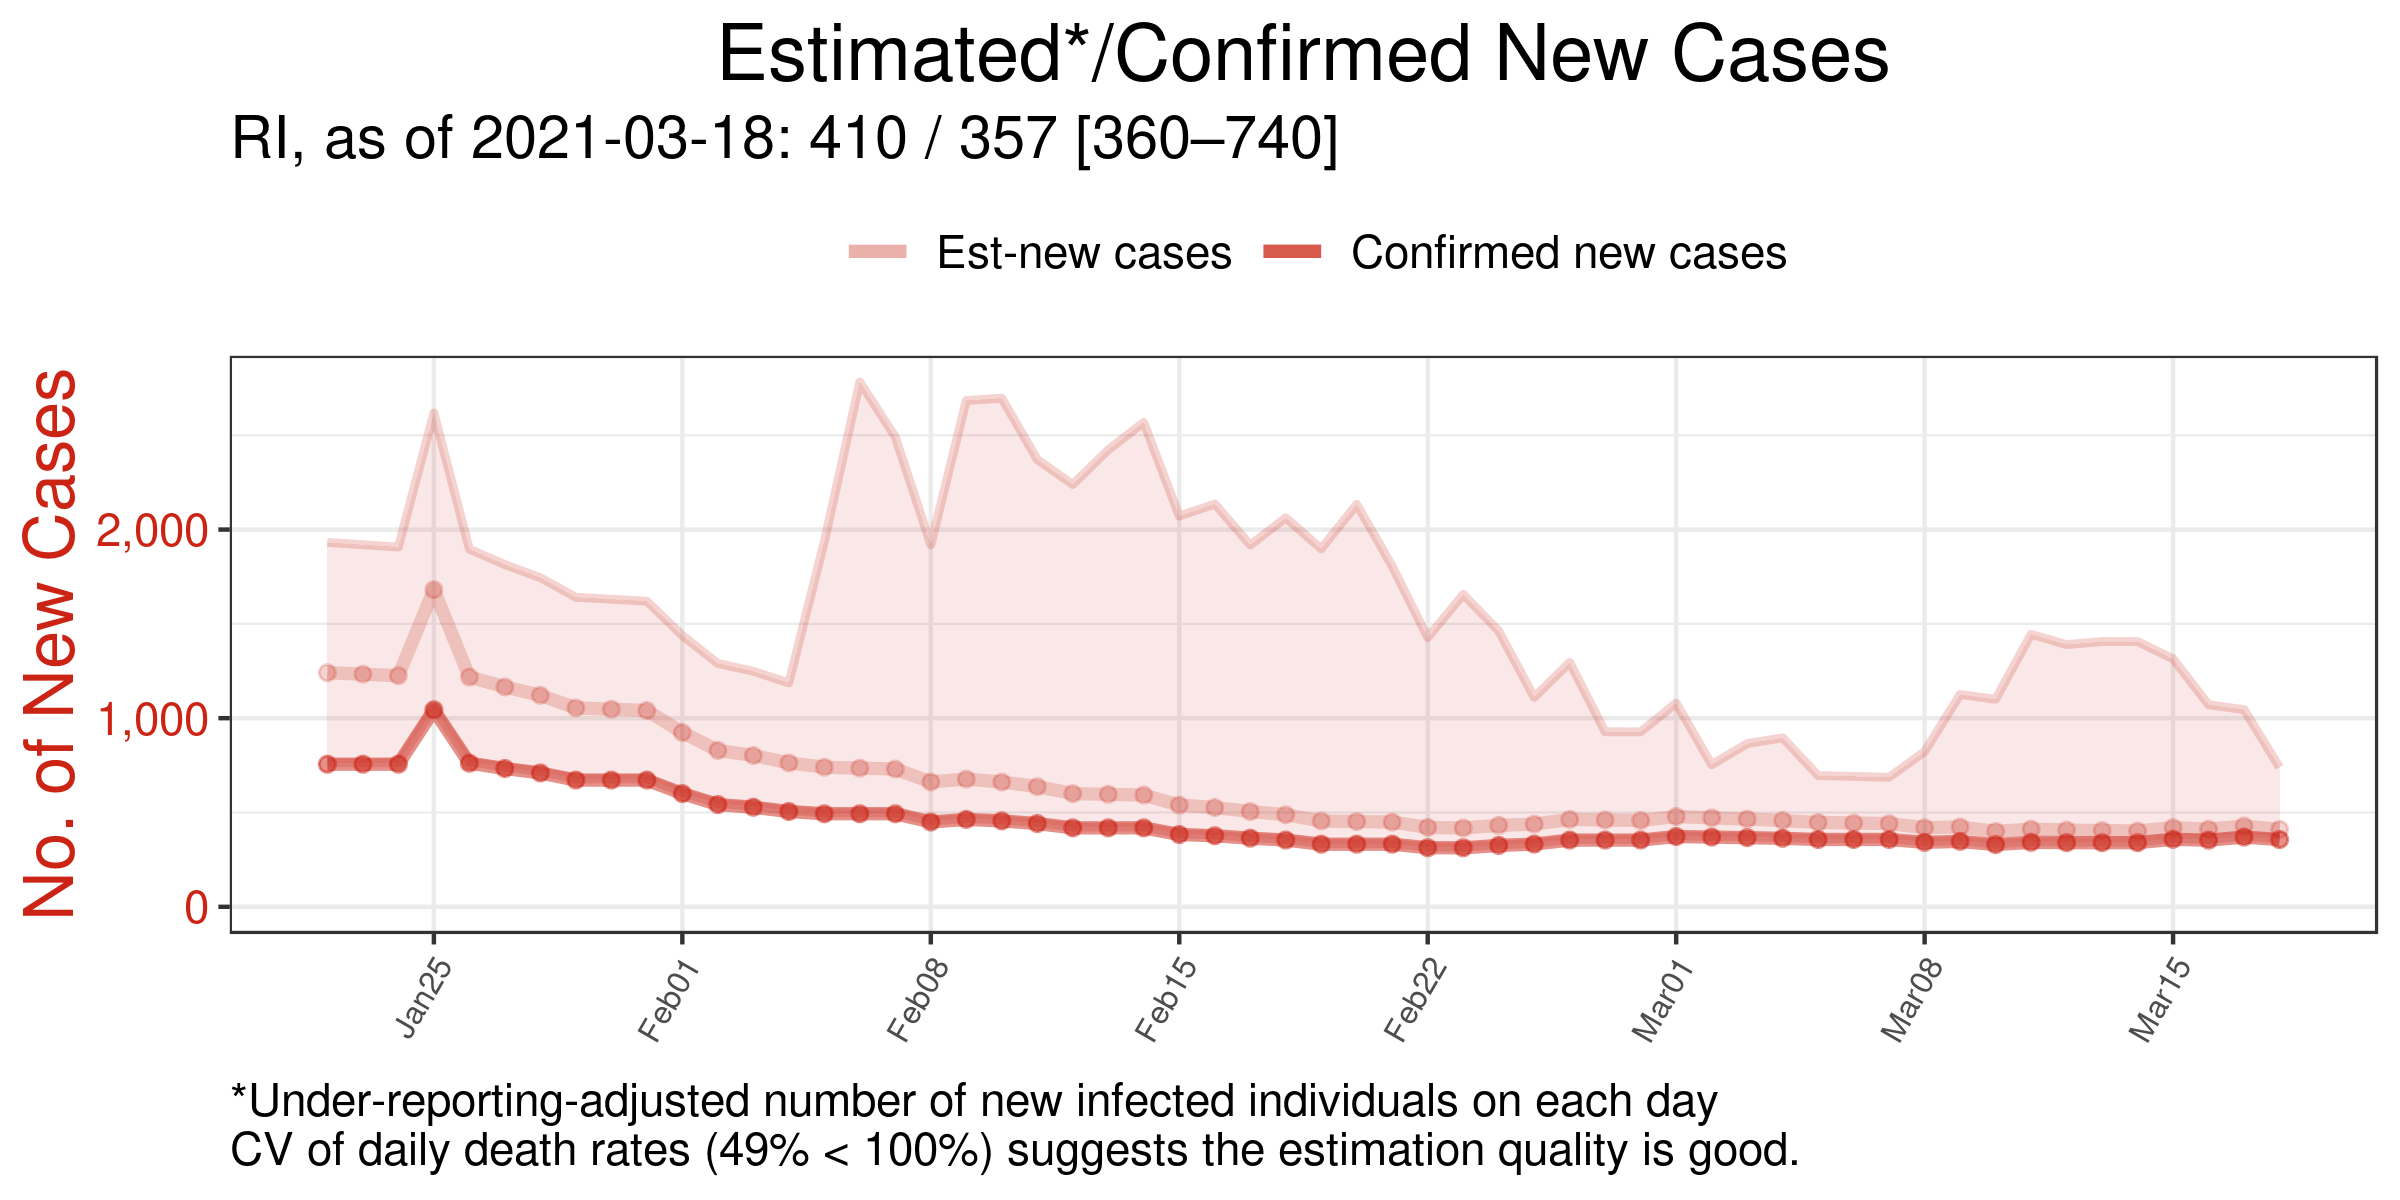 Estimated*/Confirmed New Cases
RI, as of 2021-03-18: 410 / 357 [360–740]
Est-new cases
Confirmed new cases
No. of New Cases
2,000
1,000
0
Jan25
Feb01
Feb08
Feb15
Feb22
Mar01
Mar08
Mar15
*Under-reporting-adjusted number of new infected individuals on each day
CV of daily death rates (49% < 100%) suggests the estimation quality is good.